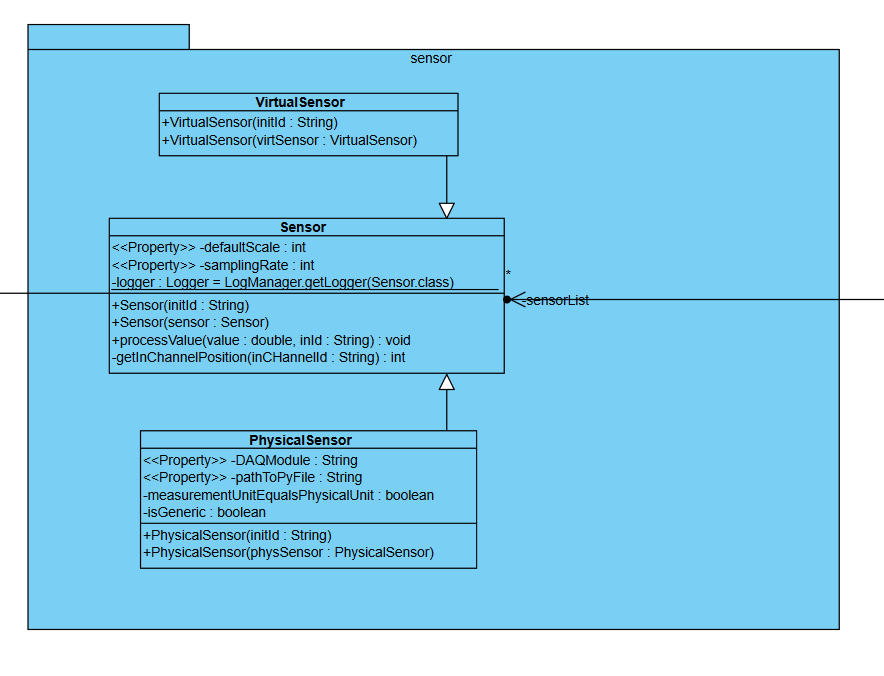 sensor
VirtualSensor
+VirtualSensor(initId : String)
+VirtualSensor(virtSensor : VirtualSensor)
Sensor
<<Property>> -defaultScale : int
<<Property>> -samplingRate : int
-logger : Logger = LogManager.getLogger(Sensor.class)
+Sensor(initId : String)
+Sensor(sensor : Sensor)
+processValue(value : double, inId : String) : void
-getInChannelPosition(inCHannelId : String) : int
*
-sensorList
PhysicalSensor
<<Property>> -DAQModule : String
<<Property>> -pathToPyFile : String
-measurementUnitEqualsPhysicalUnit : boolean
-isGeneric : boolean
+PhysicalSensor(initId : String)
+PhysicalSensor(physSensor : PhysicalSensor)